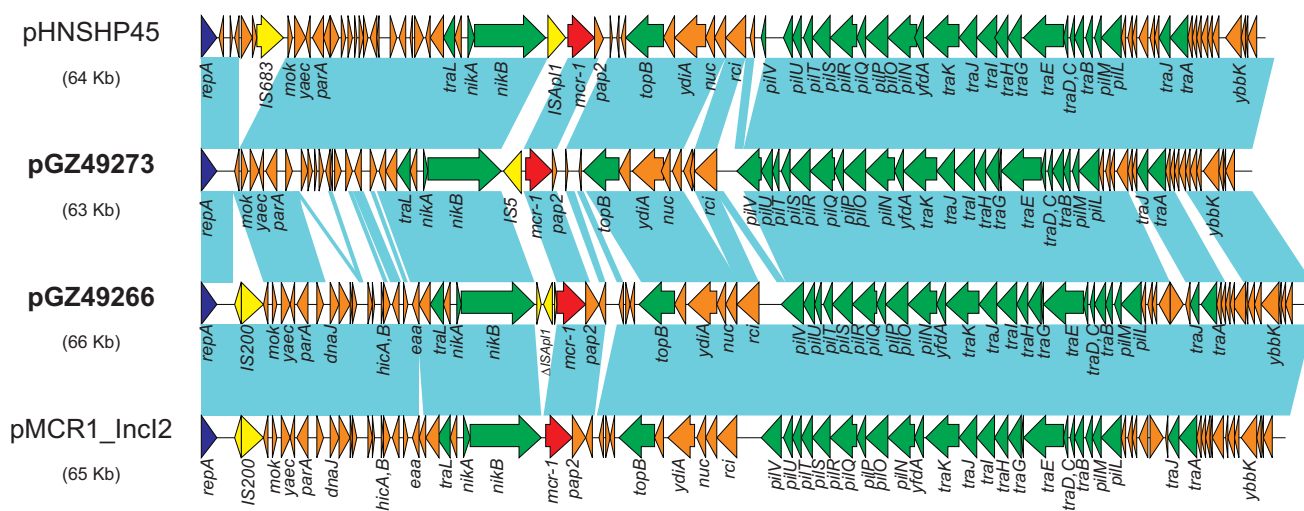 pHNSHP45
(64 Kb)
repA IS683 mok yaec parA traL nikA nikB ISApl1 mcr-1 pap2 topB ydiA nuc rci pilV pilU pilT pilS pilR pilQ pilP pilO pilN yfdA traK traJ traI traH traG traE traD,C traB pilM pilL traJ traA ybbK
pGZ49273
(63 Kb)
repA mok yaec parA traL nikA nikB IS5 mcr-1 pap2 topB ydiA nuc rci pilV pilU pilT pilS pilR pilQ pilP pilO pilN yfdA traK traJ traI traH traG traE traD,C traB pilM pilL traJ traA ybbK
pGZ49266
(66 Kb)
repA IS200 mok yaec parA dnaJ hicA,B eaa traL nikA nikB ΔISApl1 mcr-1 pap2 topB ydiA nuc rci pilV pilU pilT pilS pilR pilQ pilP pilO pilN yfdA traK traJ traI traH traG traE traD,C traB pilM pilL traJ traA ybbK
pMCR1_IncI2
(65 Kb)
repA IS200 mok yaec parA dnaJ hicA,B eaa traL nikA nikB mcr-1 pap2 topB ydiA nuc rci pilV pilU pilT pilS pilR pilQ pilP pilO pilN yfdA traK traJ traI traH traG traE traD,C traB pilM pilL traJ traA ybbK